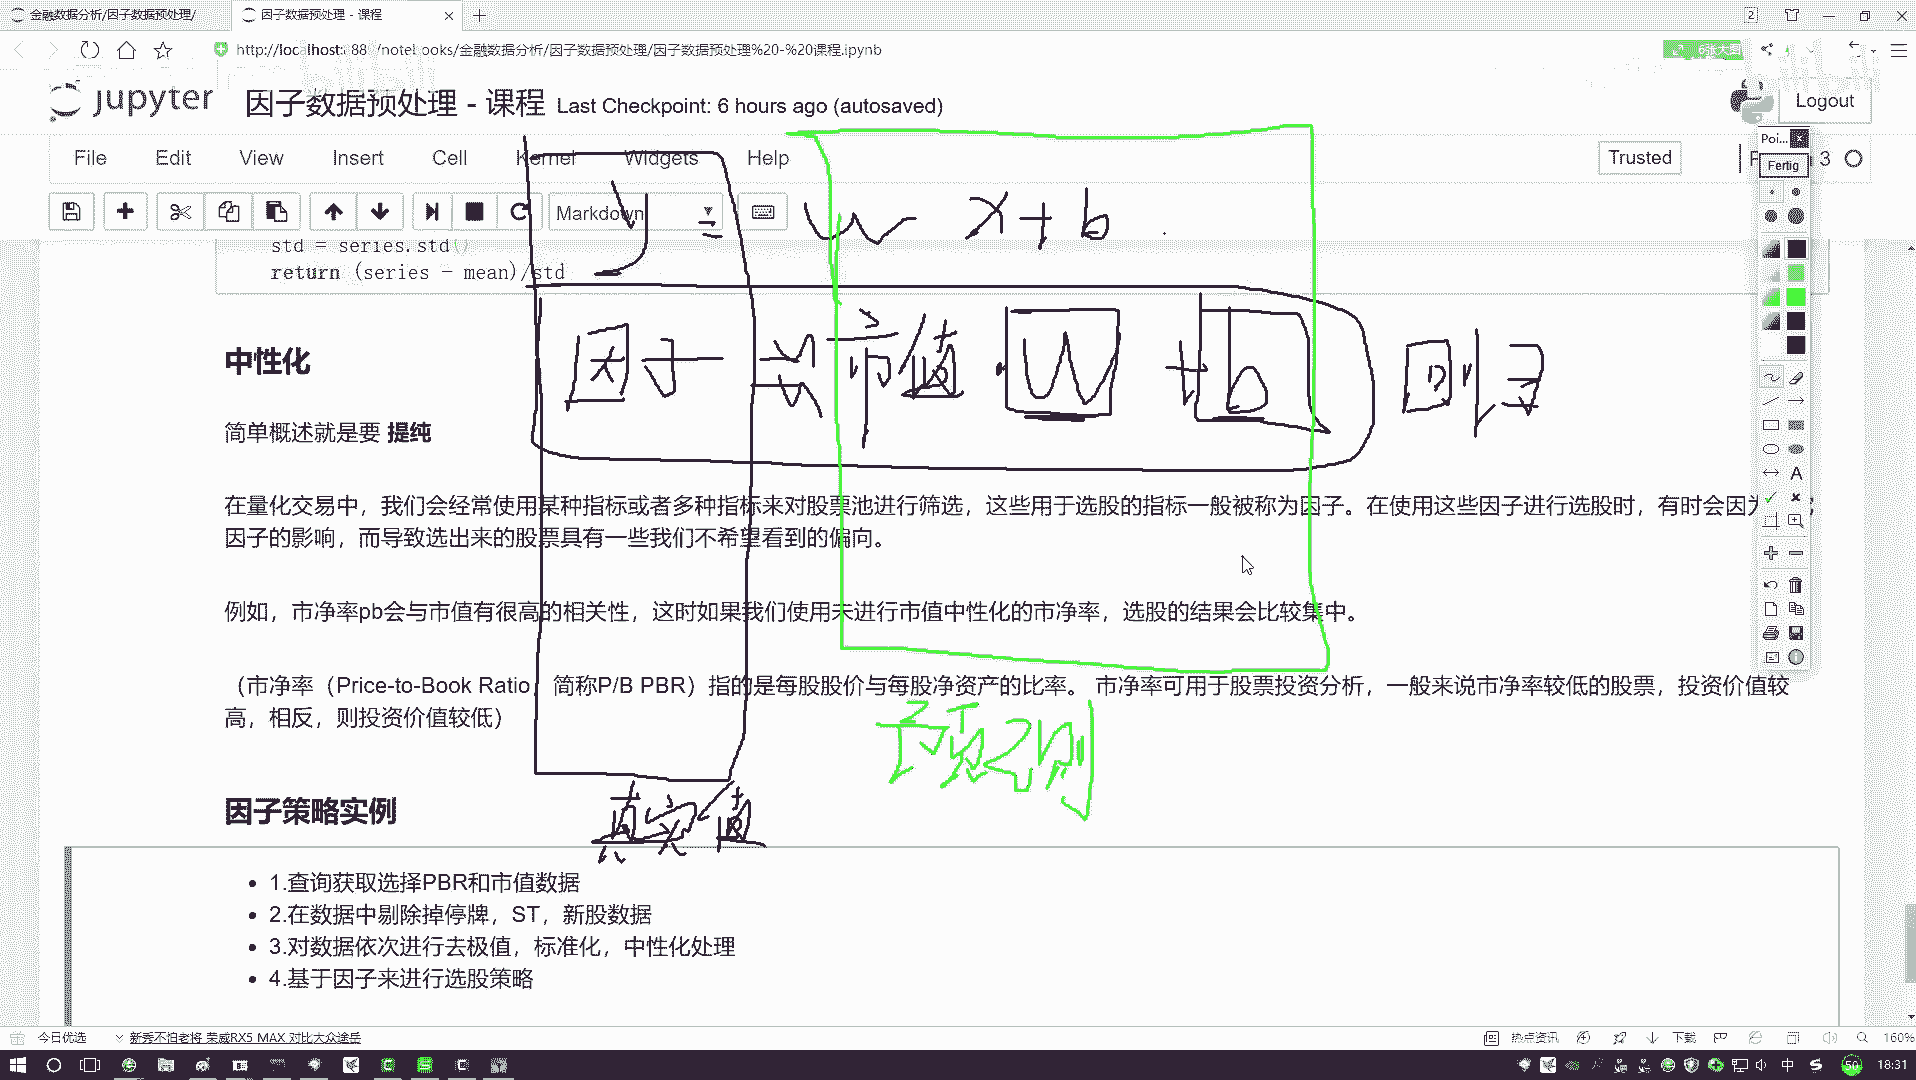 金融数据分析/因子数据预处理/
因子数据预处理 - 课程
2
http://localhost:88 /notebooks/金融数据分析/因子数据预处理/因子数据预处理%20-%20课程.ipynb
jupyter 因子数据预处理 - 课程 Last Checkpoint: 6 hours ago (autosaved)
Logout
Poi...
Fertig
File Edit View Insert Cell Kernel Widgets Help
Trusted
3
Markdown
y = w x + b
std = series.std()
return (series - mean)/std
因子 市值 · W + b 回归
中性化
简单概述就是要 提纯
在量化交易中，我们会经常使用某种指标或者多种指标来对股票池进行筛选，这些用于选股的指标一般被称为因子。在使用这些因子进行选股时，有时会因为
因子的影响，而导致选出来的股票具有一些我们不希望看到的偏向。
例如，市净率pb会与市值有很高的相关性，这时如果我们使用未进行市值中性化的市净率，选股的结果会比较集中。
（市净率（Price-to-Book Ratio，简称P/B PBR）指的是每股股价与每股净资产的比率。 市净率可用于股票投资分析，一般来说市净率较低的股票，投资价值较
高，相反，则投资价值较低）
预测
真实值
因子策略实例
1.查询获取选择PBR和市值数据
2.在数据中剔除掉停牌，ST，新股数据
3.对数据依次进行去极值，标准化，中性化处理
4.基于因子来进行选股策略
今日优选
新秀不怕老将 荣威RX5 MAX 对比大众途岳
热点资讯
下载
160%
中
50
18:31